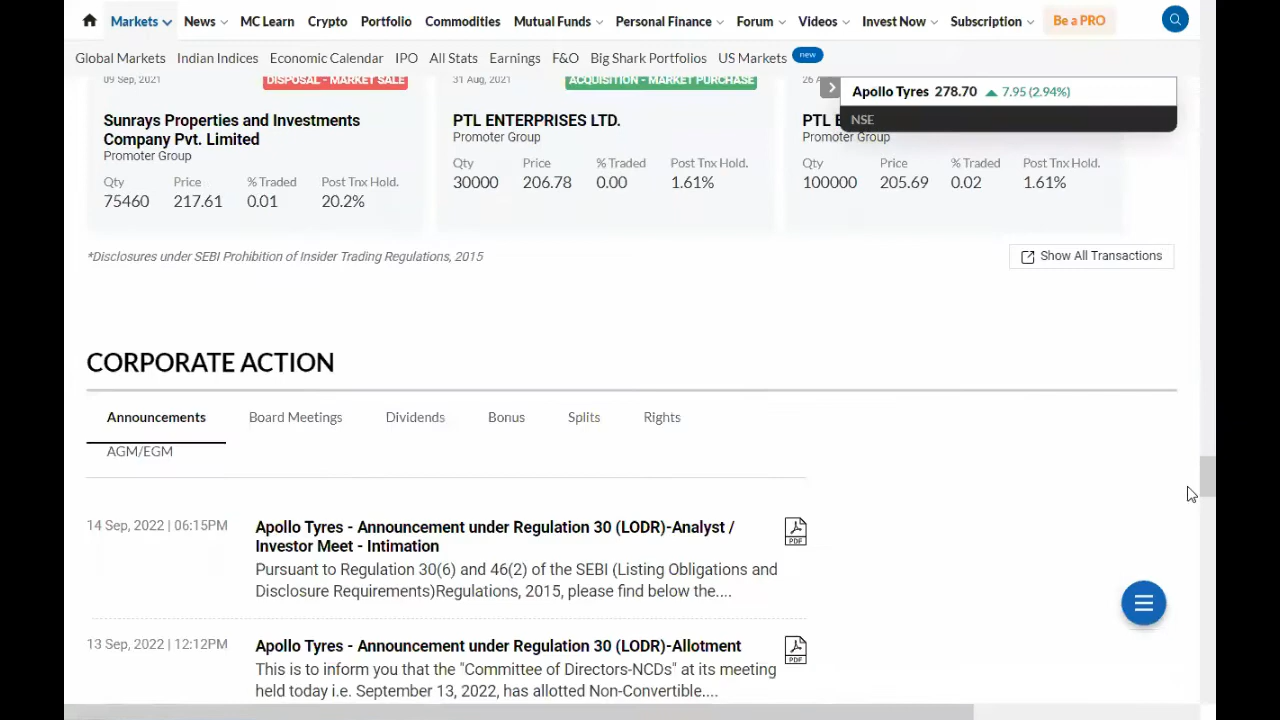 Markets News MC Learn Crypto Portfolio Commodities Mutual Funds Personal Finance Forum Videos Invest Now Subscription Be a PRO
Global Markets Indian Indices Economic Calendar IPO All Stats Earnings F&O Big Shark Portfolios US Markets new
09 Sep, 2021 DISPOSAL - MARKET SALE 31 Aug, 2021 ACQUISITION - MARKET PURCHASE
Apollo Tyres 278.70 7.95 (2.94%)
NSE
Sunrays Properties and Investments
Company Pvt. Limited
Promoter Group
Qty Price % Traded Post Tnx Hold.
75460 217.61 0.01 20.2%
PTL ENTERPRISES LTD.
Promoter Group
Qty Price % Traded Post Tnx Hold.
30000 206.78 0.00 1.61%
PTL
Promoter Group
Qty Price % Traded Post Tnx Hold.
100000 205.69 0.02 1.61%
*Disclosures under SEBI Prohibition of Insider Trading Regulations, 2015
Show All Transactions
CORPORATE ACTION
Announcements Board Meetings Dividends Bonus Splits Rights
AGM/EGM
14 Sep, 2022 | 06:15PM
Apollo Tyres - Announcement under Regulation 30 (LODR)-Analyst /
Investor Meet - Intimation
PDF
Pursuant to Regulation 30(6) and 46(2) of the SEBI (Listing Obligations and
Disclosure Requirements)Regulations, 2015, please find below the....
13 Sep, 2022 | 12:12PM
Apollo Tyres - Announcement under Regulation 30 (LODR)-Allotment
PDF
This is to inform you that the "Committee of Directors-NCDs" at its meeting
held today i.e. September 13, 2022, has allotted Non-Convertible....